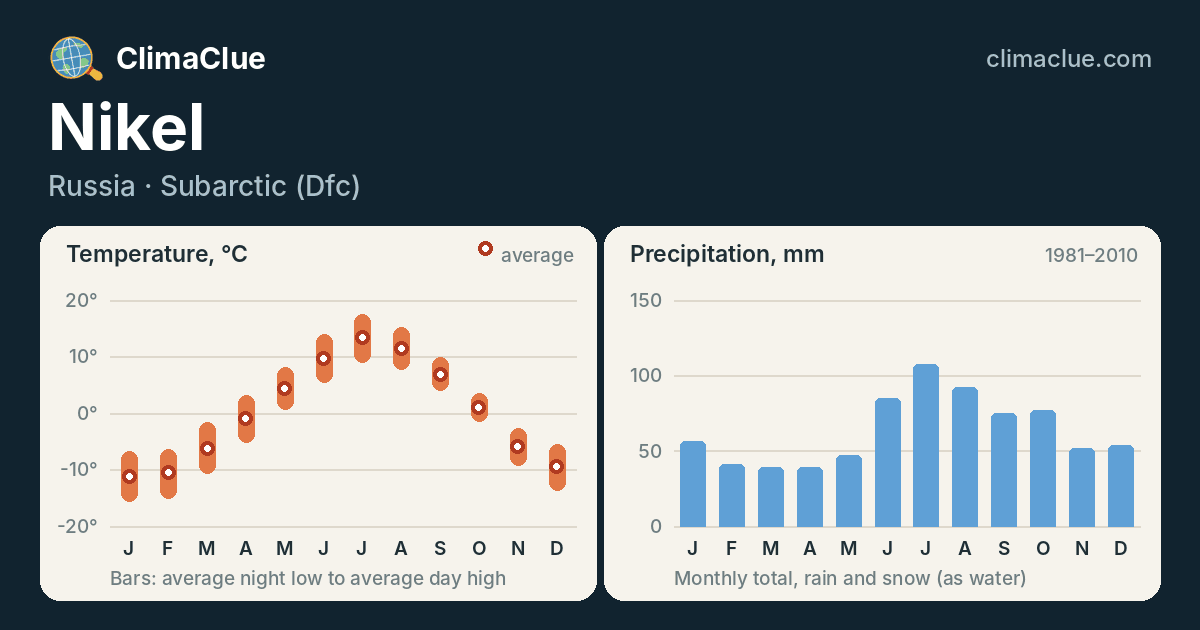 ClimaClue
climaclue.com
Nikel
Russia · Subarctic (Dfc)
Temperature, °C
average
20°
10°
0°
-10°
-20°
J F M A M J J A S O N D
Bars: average night low to average day high
Precipitation, mm
1981–2010
150
100
50
0
J F M A M J J A S O N D
Monthly total, rain and snow (as water)